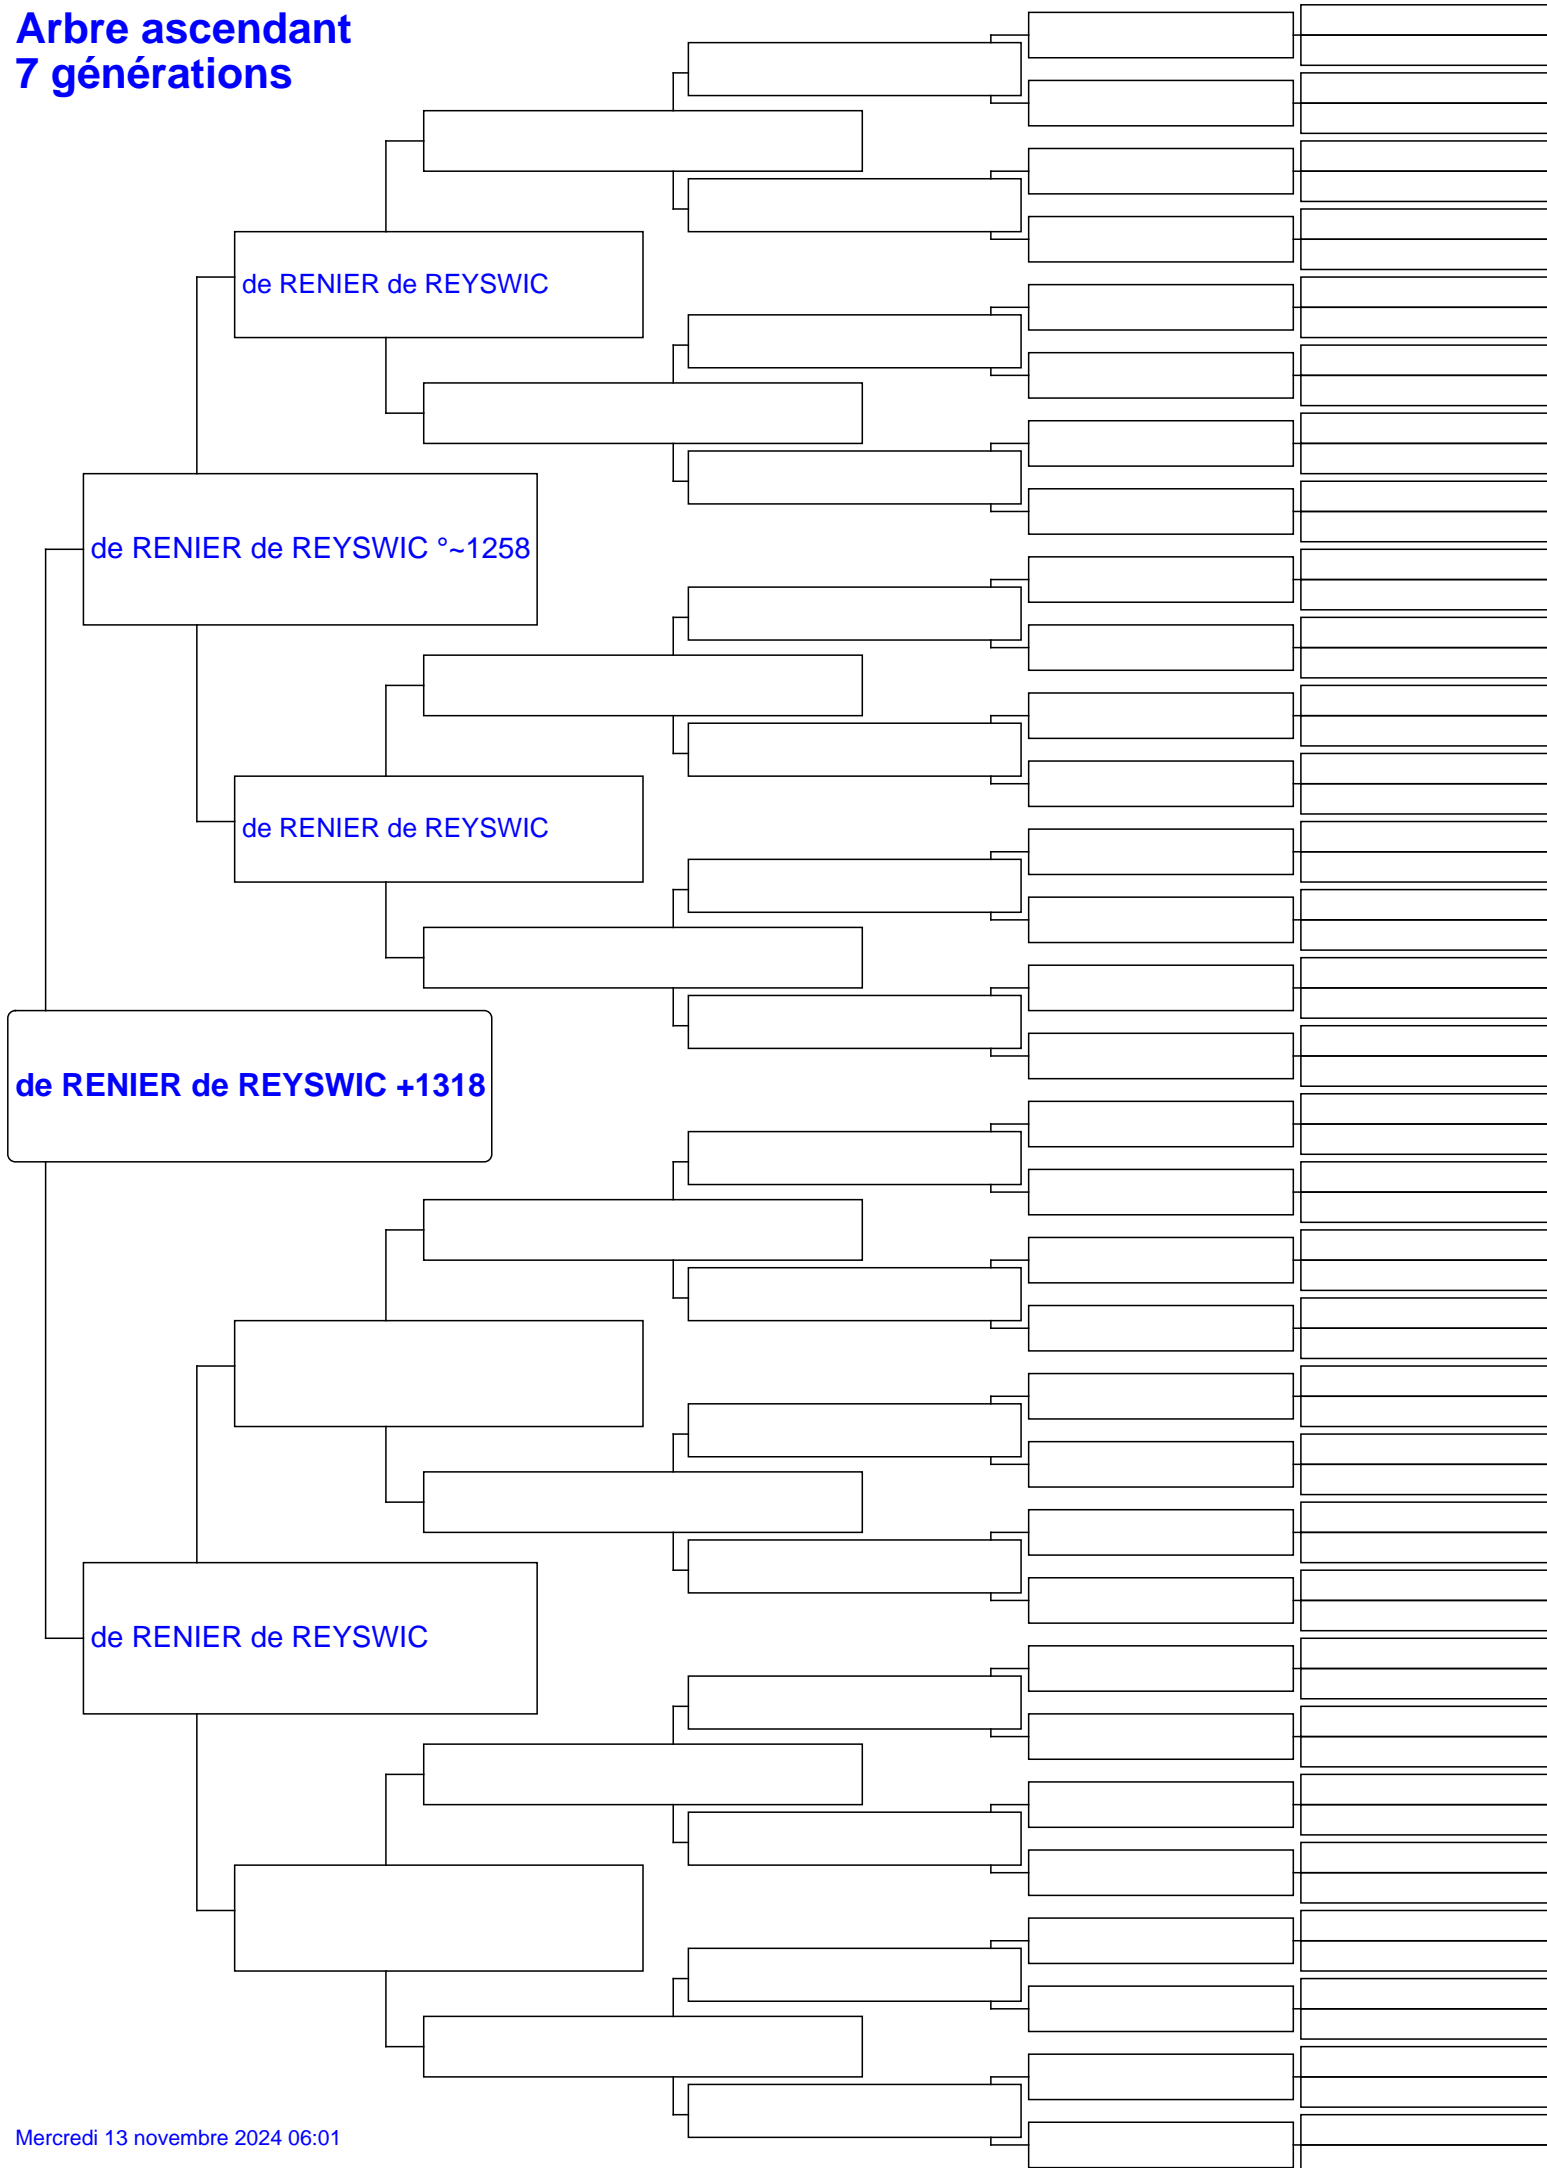 Arbre ascendant
7 générations
de RENIER de REYSWIC
de RENIER de REYSWIC °~1258
de RENIER de REYSWIC
de RENIER de REYSWIC +1318
de RENIER de REYSWIC
Mercredi 13 novembre 2024 06:01